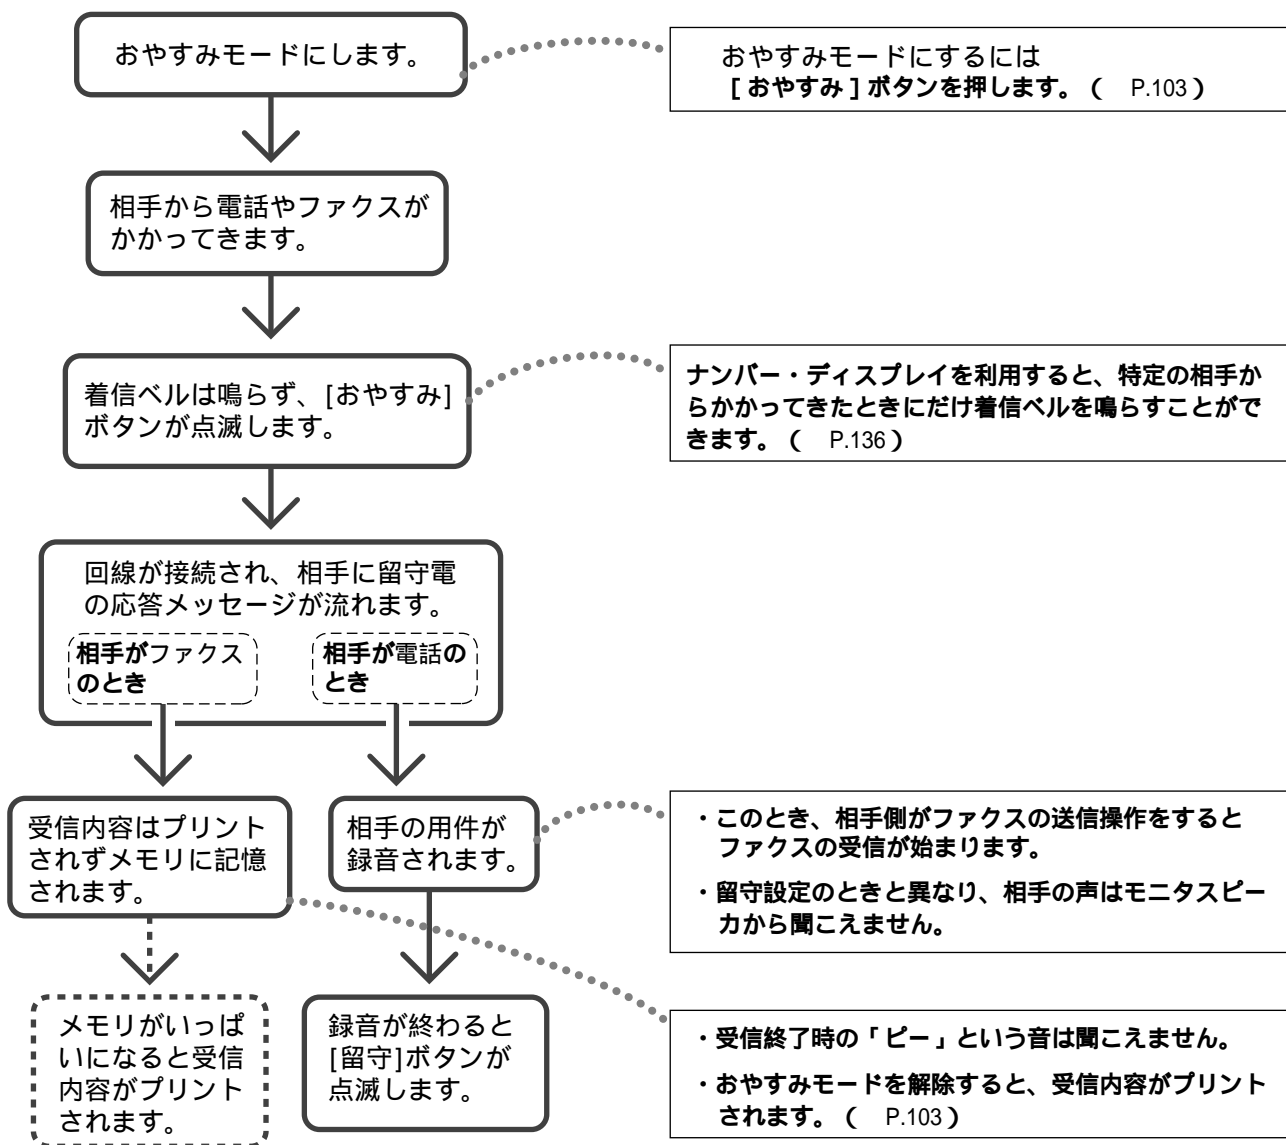 おやすみモードにします。
おやすみモードにするには
[おやすみ]ボタンを押します。( P.103)
相手から電話やファクスが
かかってきます。
着信ベルは鳴らず、[おやすみ]
ボタンが点滅します。
ナンバー・ディスプレイを利用すると、特定の相手か
らかかってきたときにだけ着信ベルを鳴らすことがで
きます。( P.136)
回線が接続され、相手に留守電
の応答メッセージが流れます。
相手がファクス
のとき
相手が電話の
とき
受信内容はプリント
されずメモリに記憶
されます。
相手の用件が
録音されます。
・このとき、相手側がファクスの送信操作をすると
ファクスの受信が始まります。
・留守設定のときと異なり、相手の声はモニタスピー
カから聞こえません。
メモリがいっぱ
いになると受信
内容がプリント
されます。
録音が終わると
[留守]ボタンが
点滅します。
・受信終了時の「ピー」という音は聞こえません。
・おやすみモードを解除すると、受信内容がプリント
されます。( P.103)